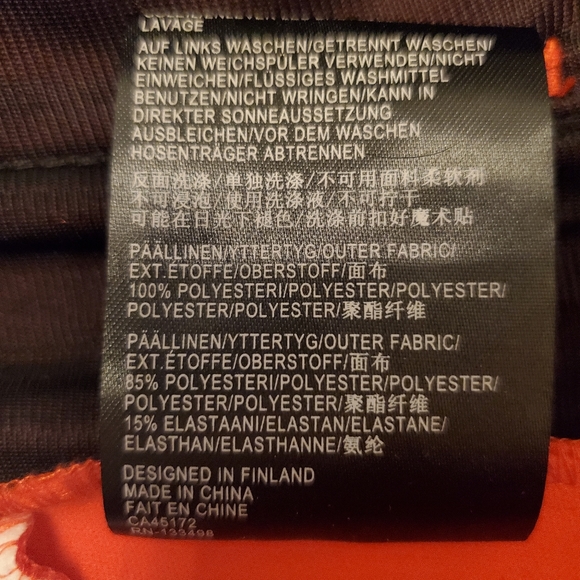 LAVAGE
AUF LINKS WASCHEN/GETRENNT WASCHEN/
KEINEN WEICHSPÜLER VERWENDEN/NICHT
EINWEICHEN/FLÜSSIGES WASHMITTEL
BENUTZEN/NICHT WRINGEN/KANN IN
DIREKTER SONNEAUSSETZUNG
AUSBLEICHEN/VOR DEM WASCHEN
HOSENTRÄGER ABTRENNEN
反面洗涤/单独洗涤/不可用面料柔软剂
不可浸泡/使用洗涤液/不可拧干
可能在日光下褪色/洗涤前扣好魔术贴
PÄÄLLINEN/YTTERTYG/OUTER FABRIC/
EXT.ÉTOFFE/OBERSTOFF/面布
100% POLYESTERI/POLYESTER/POLYESTER/
POLYESTER/POLYESTER/聚酯纤维
PÄÄLLINEN/YTTERTYG/OUTER FABRIC/
EXT.ÉTOFFE/OBERSTOFF/面布
85% POLYESTERI/POLYESTER/POLYESTER/
POLYESTER/POLYESTER/聚酯纤维
15% ELASTAANI/ELASTAN/ELASTANE/
ELASTHAN/ELASTHANNE/氨纶
DESIGNED IN FINLAND
MADE IN CHINA
FAIT EN CHINE
CA45172
RN-133498